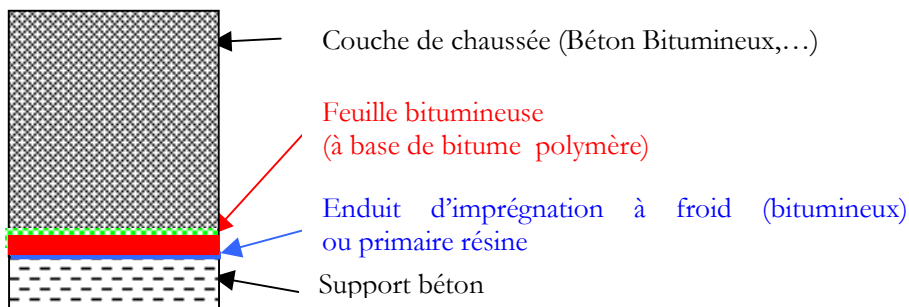 Couche de chaussée (Béton Bitumineux,…)
Feuille bitumineuse
(à base de bitume polymère)
Enduit d’imprégnation à froid (bitumineux)
ou primaire résine
Support béton